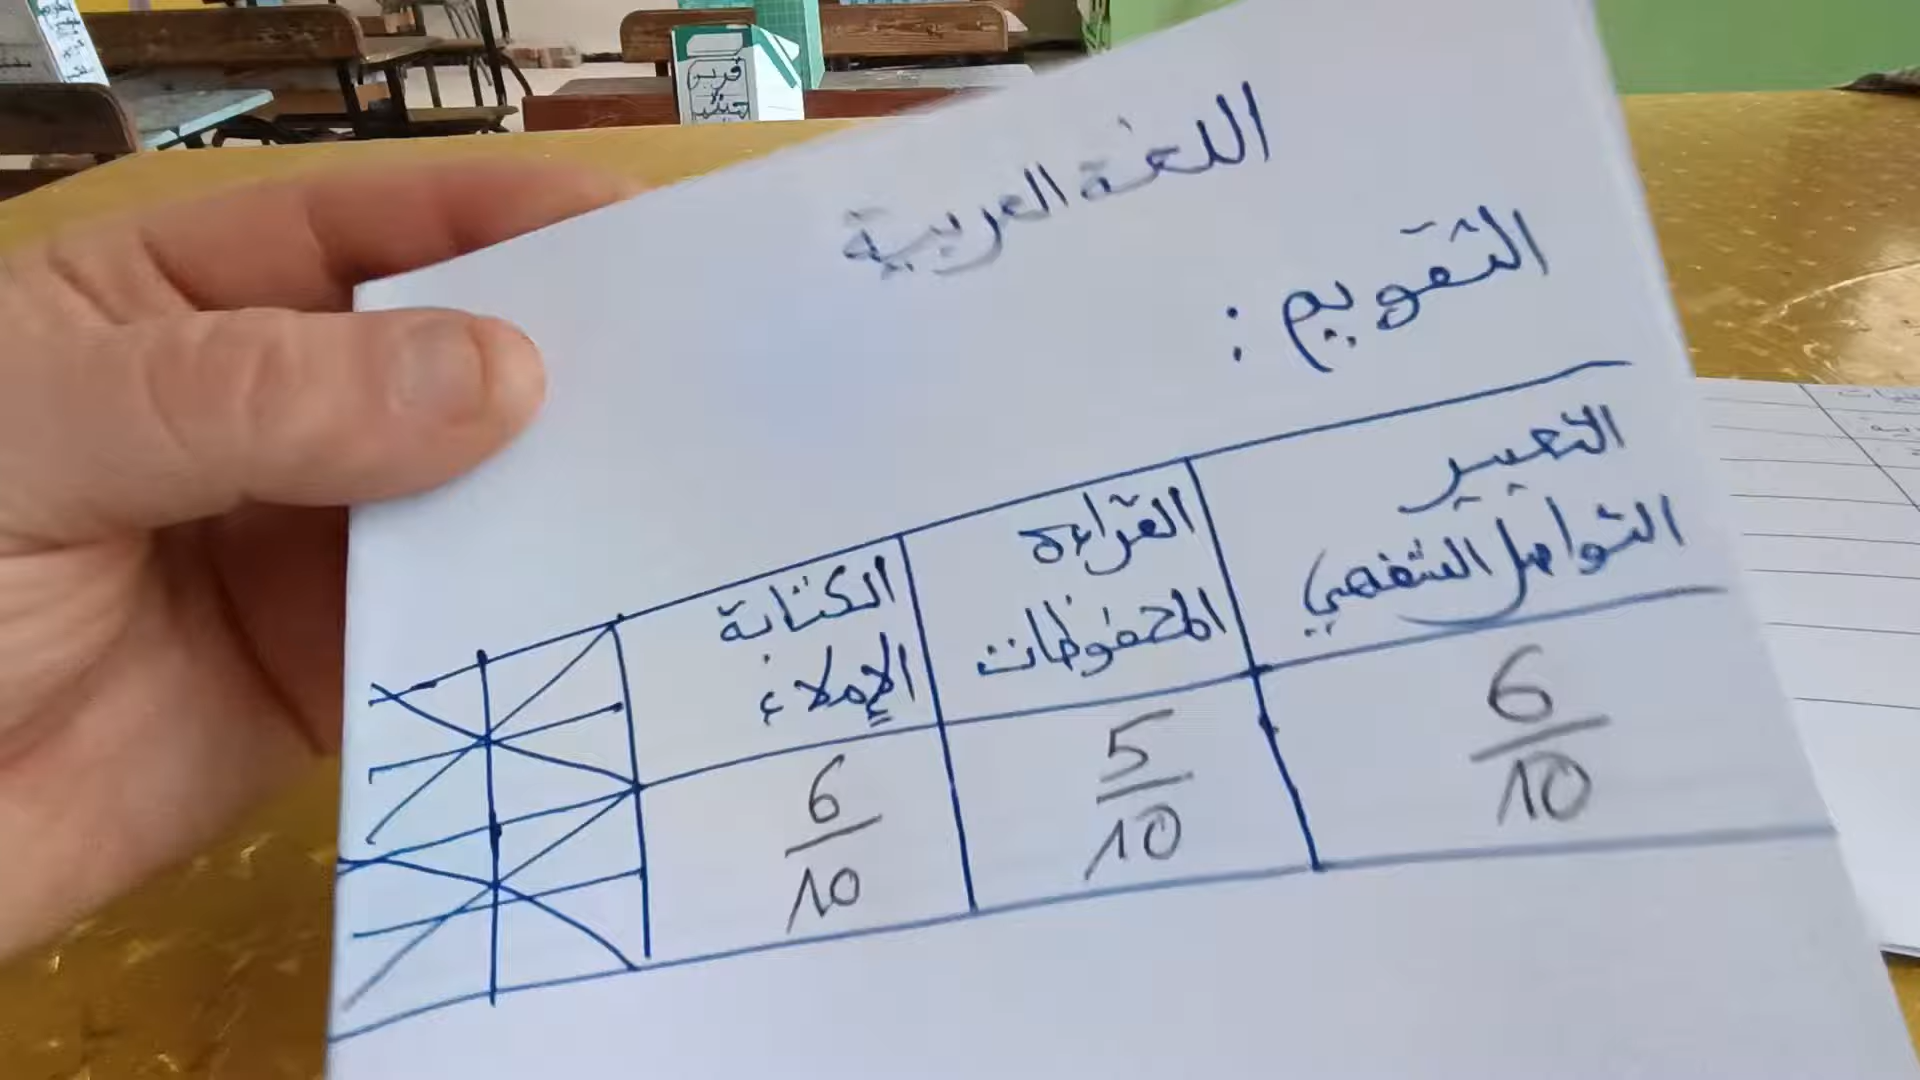 اللغة العربية
التقويم :
التعبير
التواصل الشفهي
القراءة
المحفوظات
الكتابة
الإملاء
6
10
5
10
6
10